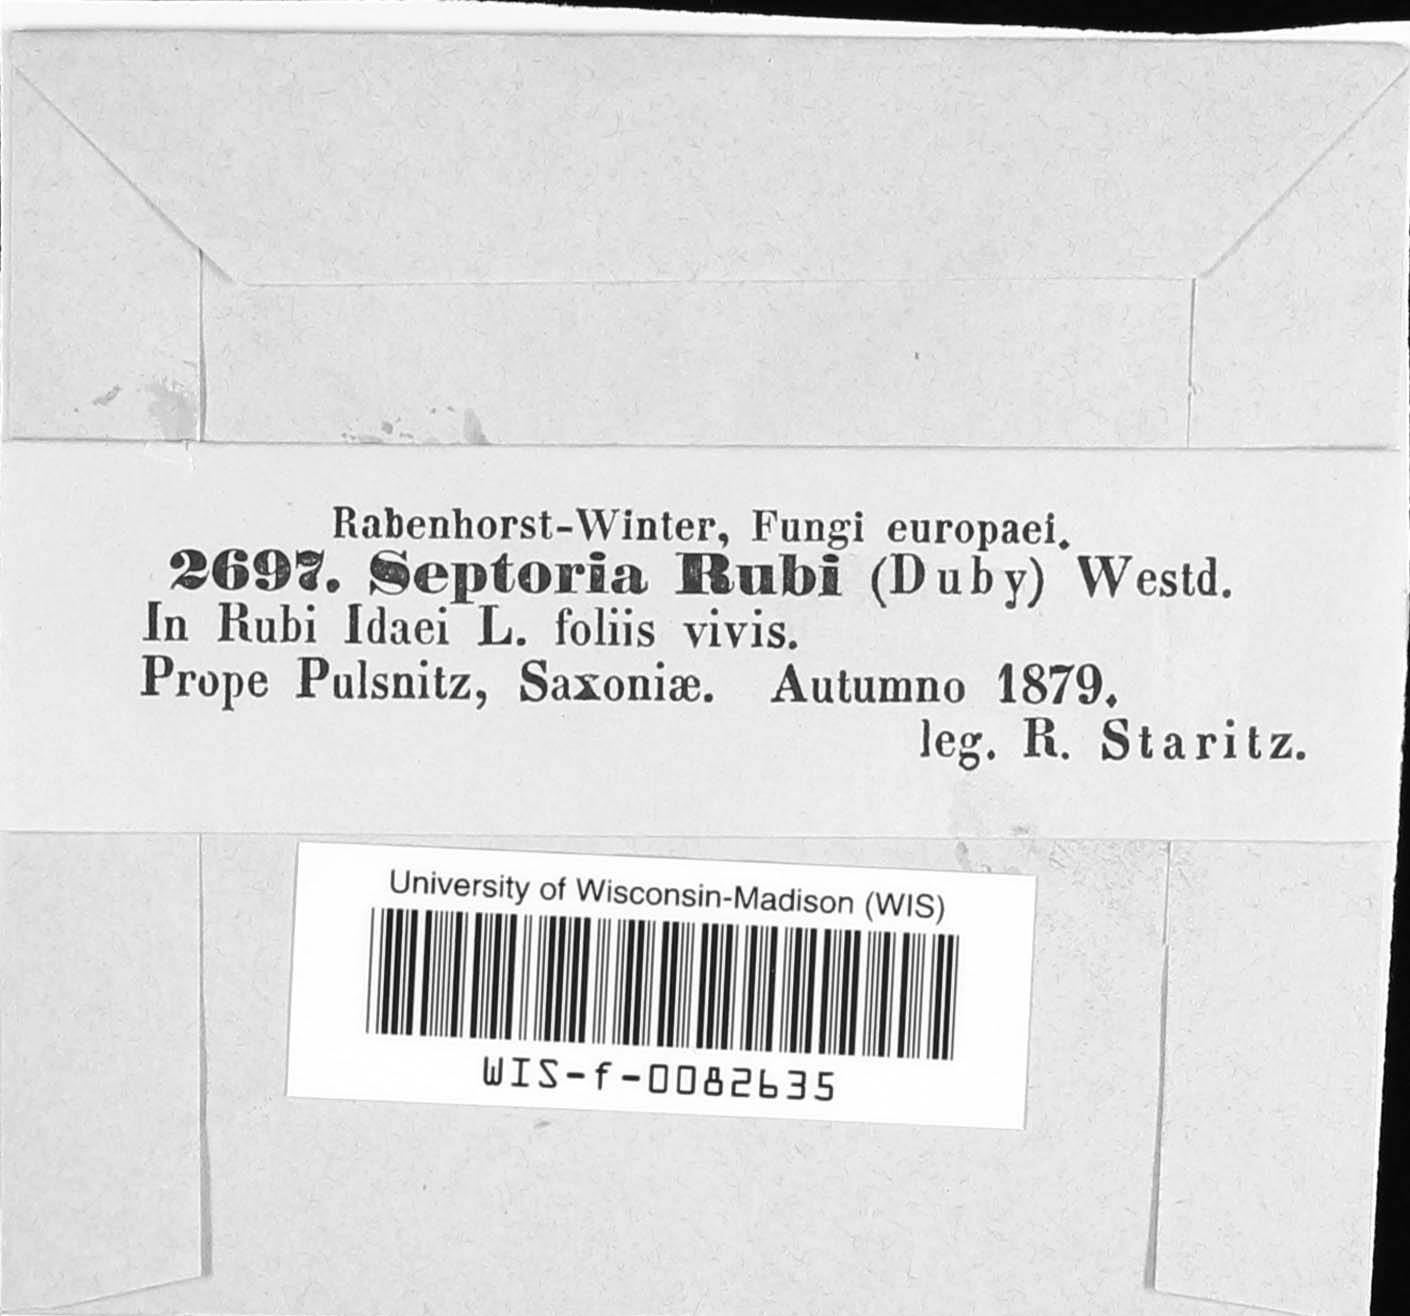 Rabenhorst-Winter, Fungi europaei.
2697. Septoria Rubi (Duby) Westd.
In Rubi Idaei L. foliis vivis.
Prope Pulsnitz, Saxoniæ. Autumno 1879.
leg. R. Staritz.
University of Wisconsin-Madison (WIS)
WIS-f-0082635